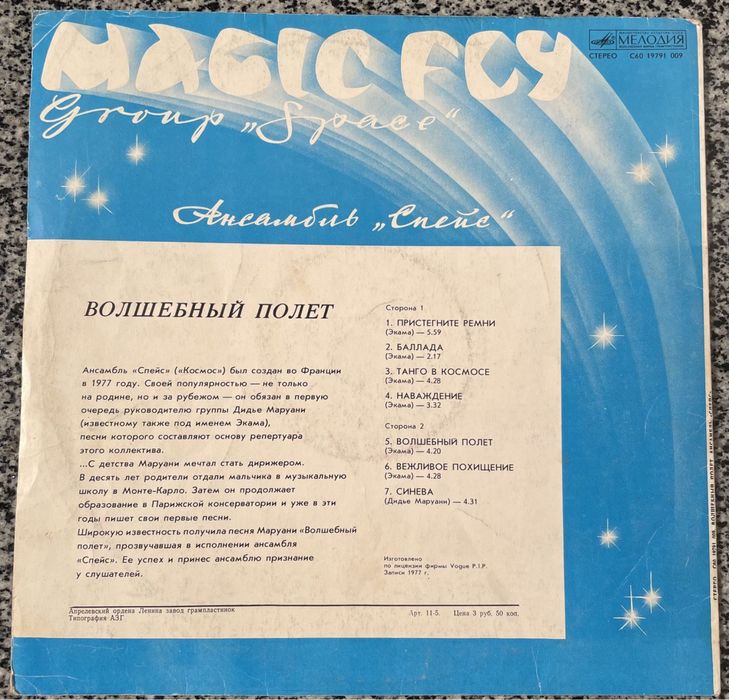 MAGIC FLY
МЕЛОДИЯ
СТЕРЕО С60 19791 009
Group „Space“
Ансамбль „Спейс“
ВОЛШЕБНЫЙ ПОЛЕТ
Ансамбль «Спейс» («Космос») был создан во Франции
в 1977 году. Своей популярностью — не только
на родине, но и за рубежом — он обязан в первую
очередь руководителю группы Дидье Маруани
(известному также под именем Экама),
песни которого составляют основу репертуара
этого коллектива.
...С детства Маруани мечтал стать дирижером.
В десять лет родители отдали мальчика в музыкальную
школу в Монте-Карло. Затем он продолжает
образование в Парижской консерватории и уже в эти
годы пишет свои первые песни.
Широкую известность получила песня Маруани «Волшебный
полет», прозвучавшая в исполнении ансамбля
«Спейс». Ее успех и принес ансамблю признание
у слушателей.
Сторона 1
1. ПРИСТЕГНИТЕ РЕМНИ
(Экама) — 5.59
2. БАЛЛАДА
(Экама) — 2.17
3. ТАНГО В КОСМОСЕ
(Экама) — 4.28
4. НАВАЖДЕНИЕ
(Экама) — 3.32
Сторона 2
5. ВОЛШЕБНЫЙ ПОЛЕТ
(Экама) — 4.20
6. ВЕЖЛИВОЕ ПОХИЩЕНИЕ
(Экама) — 4.28
7. СИНЕВА
(Дидье Маруани) — 4.31
Изготовлено
по лицензии фирмы Vogue P.I.P.
Записи 1977 г.
Апрелевский ордена Ленина завод грампластинок
Типография АЗГ
Арт. 11-5. Цена 3 руб. 50 коп.